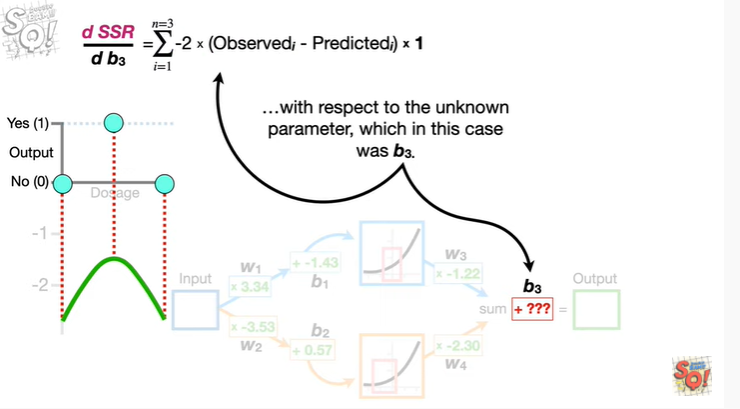 SQ!
d SSR
d b₃
=
n=3
∑
i=1
-2 × (Observedᵢ - Predictedᵢ) × 1
...with respect to the unknown
parameter, which in this case
was b₃.
Yes (1)
Output
No (0)
Dosage
-1
-2
Input
W₁
× 3.34
+ -1.43
b₁
W₃
× -1.22
b₃
Output
sum
+ ???
=
× -3.53
W₂
b₂
+ 0.57
× -2.30
W₄
SQ!